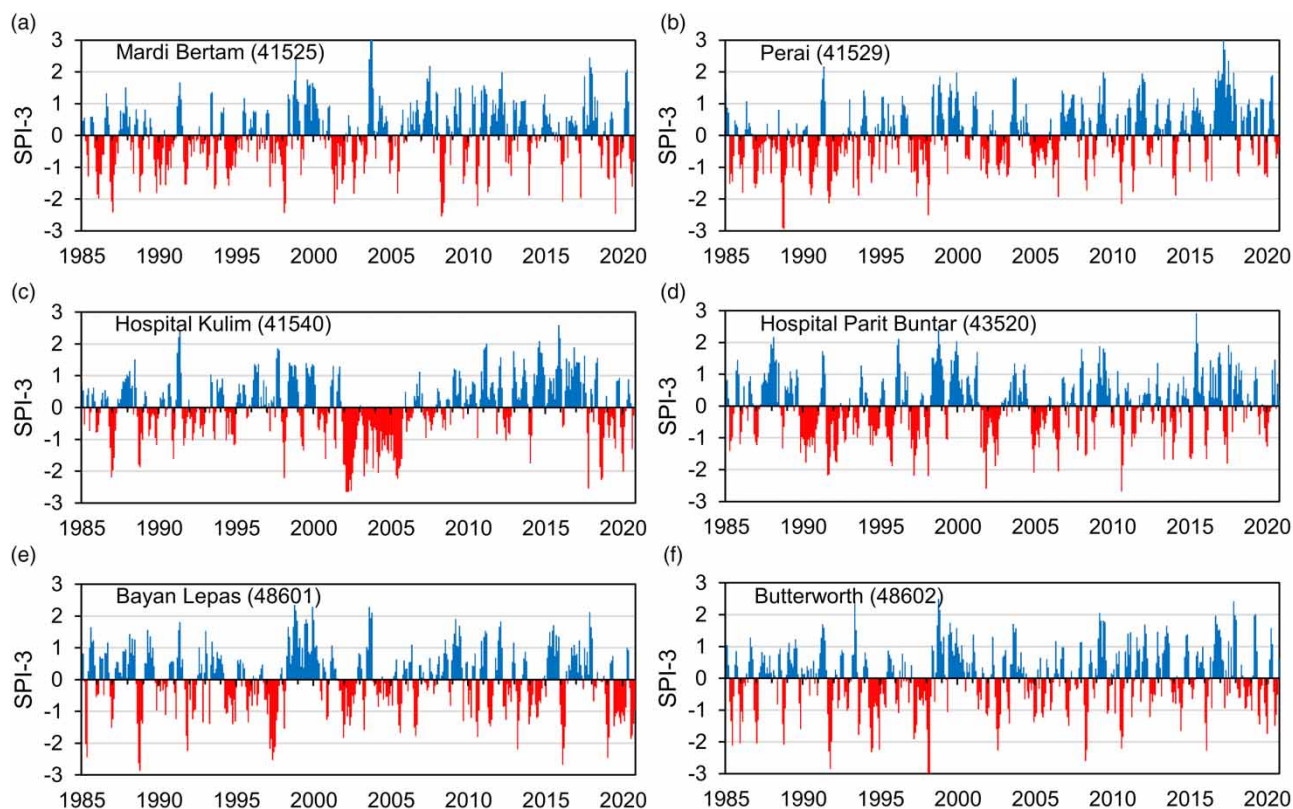 (a)
Mardi Bertam (41525)
SPI-3
3
2
1
0
-1
-2
-3
1985 1990 1995 2000 2005 2010 2015 2020
(b)
Perai (41529)
SPI-3
3
2
1
0
-1
-2
-3
1985 1990 1995 2000 2005 2010 2015 2020
(c)
Hospital Kulim (41540)
SPI-3
3
2
1
0
-1
-2
-3
1985 1990 1995 2000 2005 2010 2015 2020
(d)
Hospital Parit Buntar (43520)
SPI-3
3
2
1
0
-1
-2
-3
1985 1990 1995 2000 2005 2010 2015 2020
(e)
Bayan Lepas (48601)
SPI-3
3
2
1
0
-1
-2
-3
1985 1990 1995 2000 2005 2010 2015 2020
(f)
Butterworth (48602)
SPI-3
3
2
1
0
-1
-2
-3
1985 1990 1995 2000 2005 2010 2015 2020